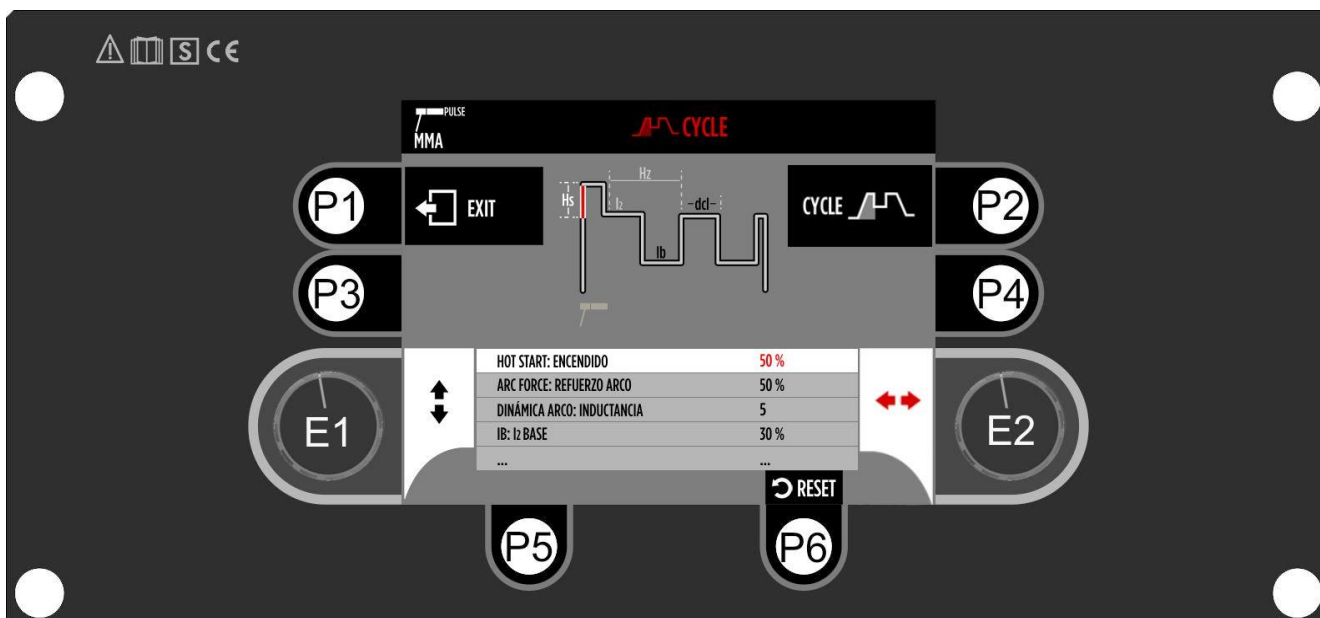 S CE
PULSE
MMA
CYCLE
P1
EXIT
Hs
Hz
I2
-dcl-
Ib
CYCLE
P2
P3
P4
E1
HOT START: ENCENDIDO 50 %
ARC FORCE: REFUERZO ARCO 50 %
DINÁMICA ARCO: INDUCTANCIA 5
IB: I2 BASE 30 %
... ...
E2
RESET
P5
P6